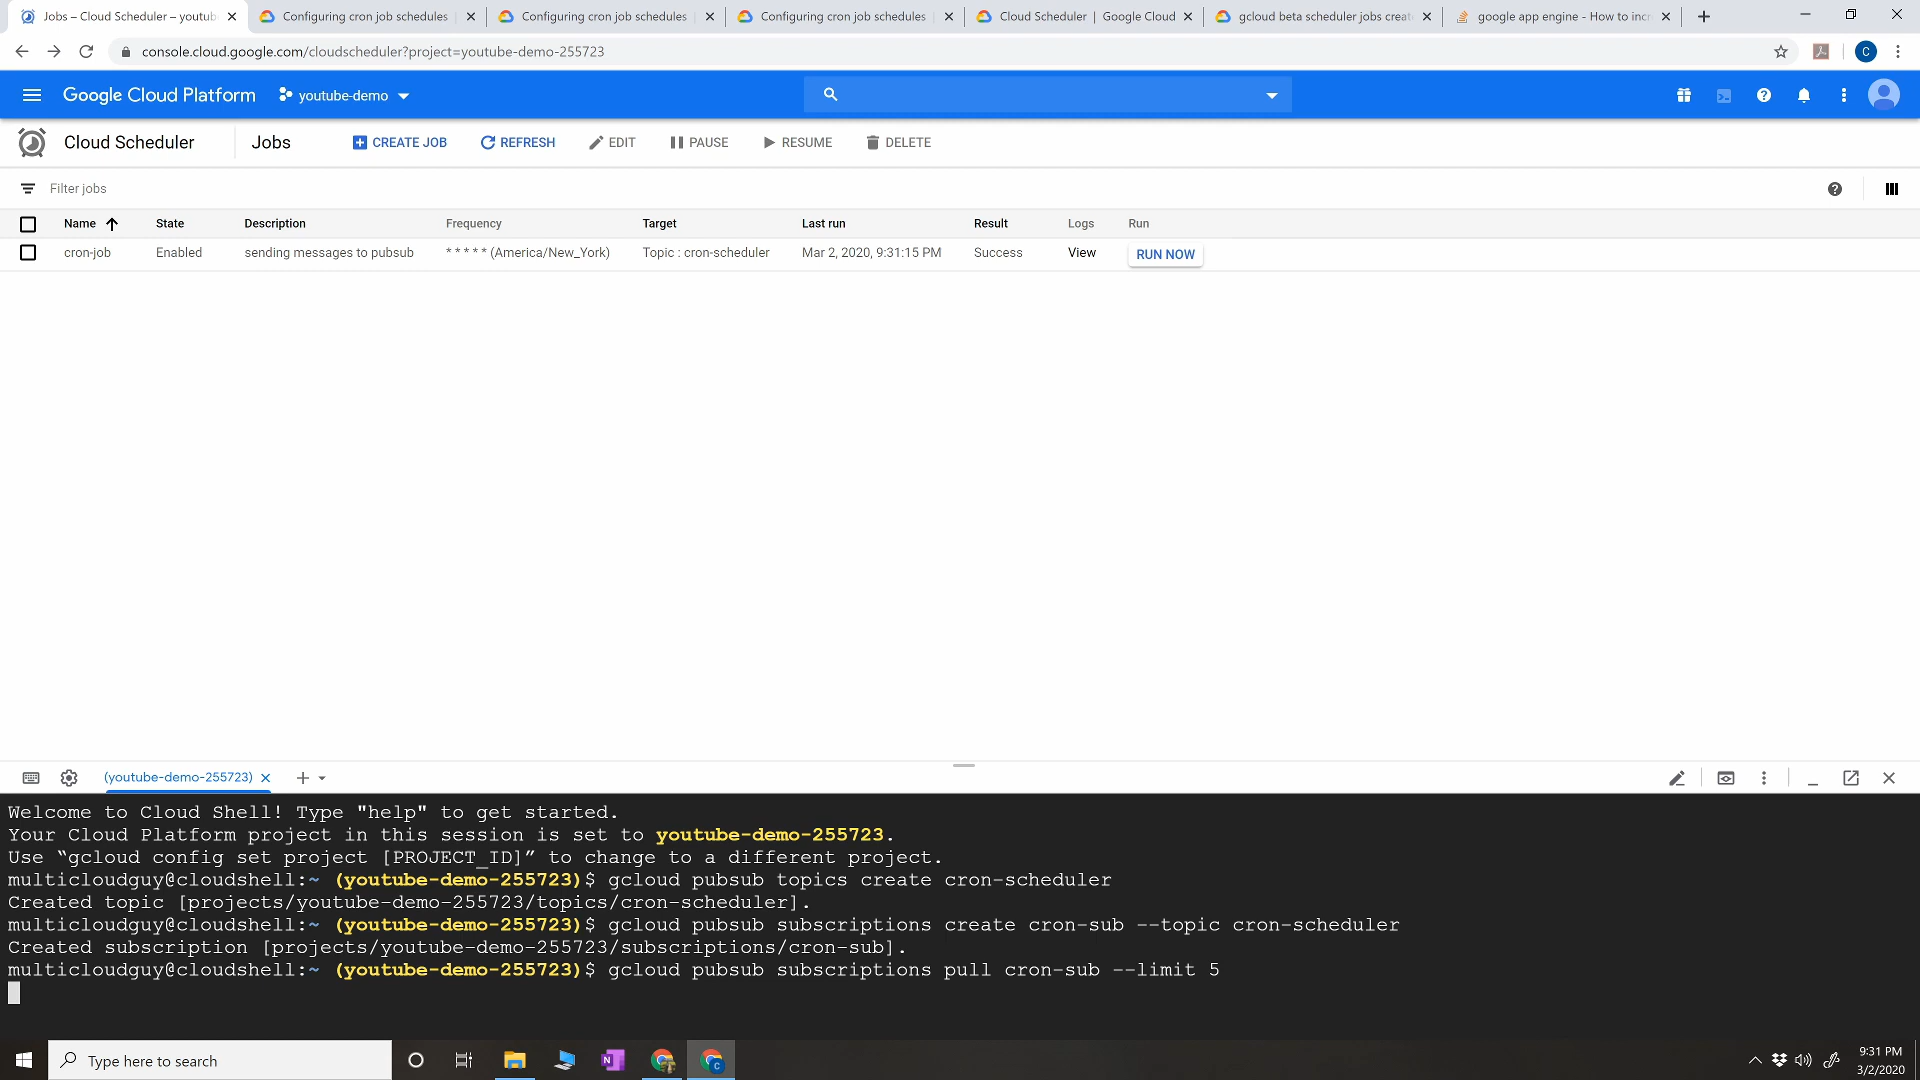 Jobs – Cloud Scheduler – youtub
Configuring cron job schedules
Configuring cron job schedules
Configuring cron job schedules
Cloud Scheduler | Google Cloud
gcloud beta scheduler jobs creat
google app engine - How to incr
console.cloud.google.com/cloudscheduler?project=youtube-demo-255723
C
Google Cloud Platform
youtube-demo
Cloud Scheduler
Jobs
CREATE JOB
REFRESH
EDIT
PAUSE
RESUME
DELETE
Filter jobs
Name State Description Frequency Target Last run Result Logs Run
cron-job Enabled sending messages to pubsub * * * * * (America/New_York) Topic : cron-scheduler Mar 2, 2020, 9:31:15 PM Success View RUN NOW
(youtube-demo-255723)
Welcome to Cloud Shell! Type "help" to get started.
Your Cloud Platform project in this session is set to youtube-demo-255723.
Use “gcloud config set project [PROJECT_ID]” to change to a different project.
multicloudguy@cloudshell:~ (youtube-demo-255723)$ gcloud pubsub topics create cron-scheduler
Created topic [projects/youtube-demo-255723/topics/cron-scheduler].
multicloudguy@cloudshell:~ (youtube-demo-255723)$ gcloud pubsub subscriptions create cron-sub --topic cron-scheduler
Created subscription [projects/youtube-demo-255723/subscriptions/cron-sub].
multicloudguy@cloudshell:~ (youtube-demo-255723)$ gcloud pubsub subscriptions pull cron-sub --limit 5
Type here to search
9:31 PM
3/2/2020